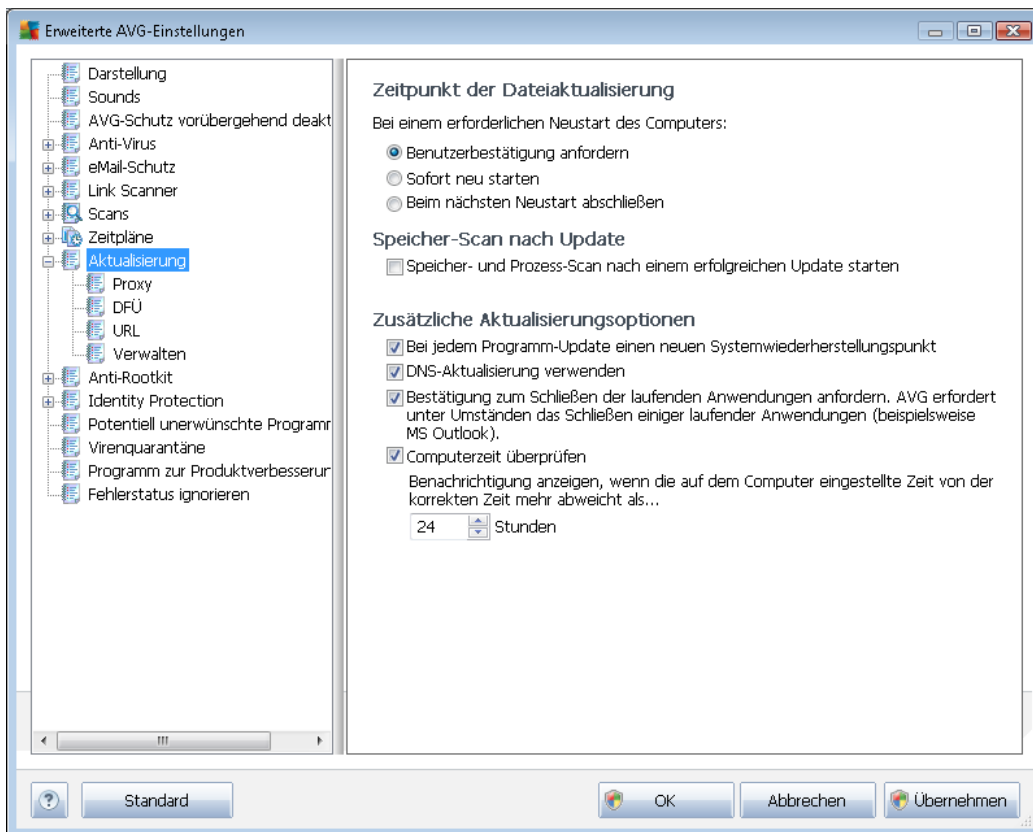 Erweiterte AVG-Einstellungen
Darstellung
Sounds
AVG-Schutz vorübergehend deakt
Anti-Virus
eMail-Schutz
Link Scanner
Scans
Zeitpläne
Aktualisierung
Proxy
DFÜ
URL
Verwalten
Anti-Rootkit
Identity Protection
Potentiell unerwünschte Programr
Virenquarantäne
Programm zur Produktverbesserur
Fehlerstatus ignorieren
Zeitpunkt der Dateiaktualisierung
Bei einem erforderlichen Neustart des Computers:
Benutzerbestätigung anfordern
Sofort neu starten
Beim nächsten Neustart abschließen
Speicher-Scan nach Update
Speicher- und Prozess-Scan nach einem erfolgreichen Update starten
Zusätzliche Aktualisierungsoptionen
Bei jedem Programm-Update einen neuen Systemwiederherstellungspunkt
DNS-Aktualisierung verwenden
Bestätigung zum Schließen der laufenden Anwendungen anfordern. AVG erfordert
unter Umständen das Schließen einiger laufender Anwendungen (beispielsweise
MS Outlook).
Computerzeit überprüfen
Benachrichtigung anzeigen, wenn die auf dem Computer eingestellte Zeit von der
korrekten Zeit mehr abweicht als...
24 Stunden
? Standard OK Abbrechen Übernehmen